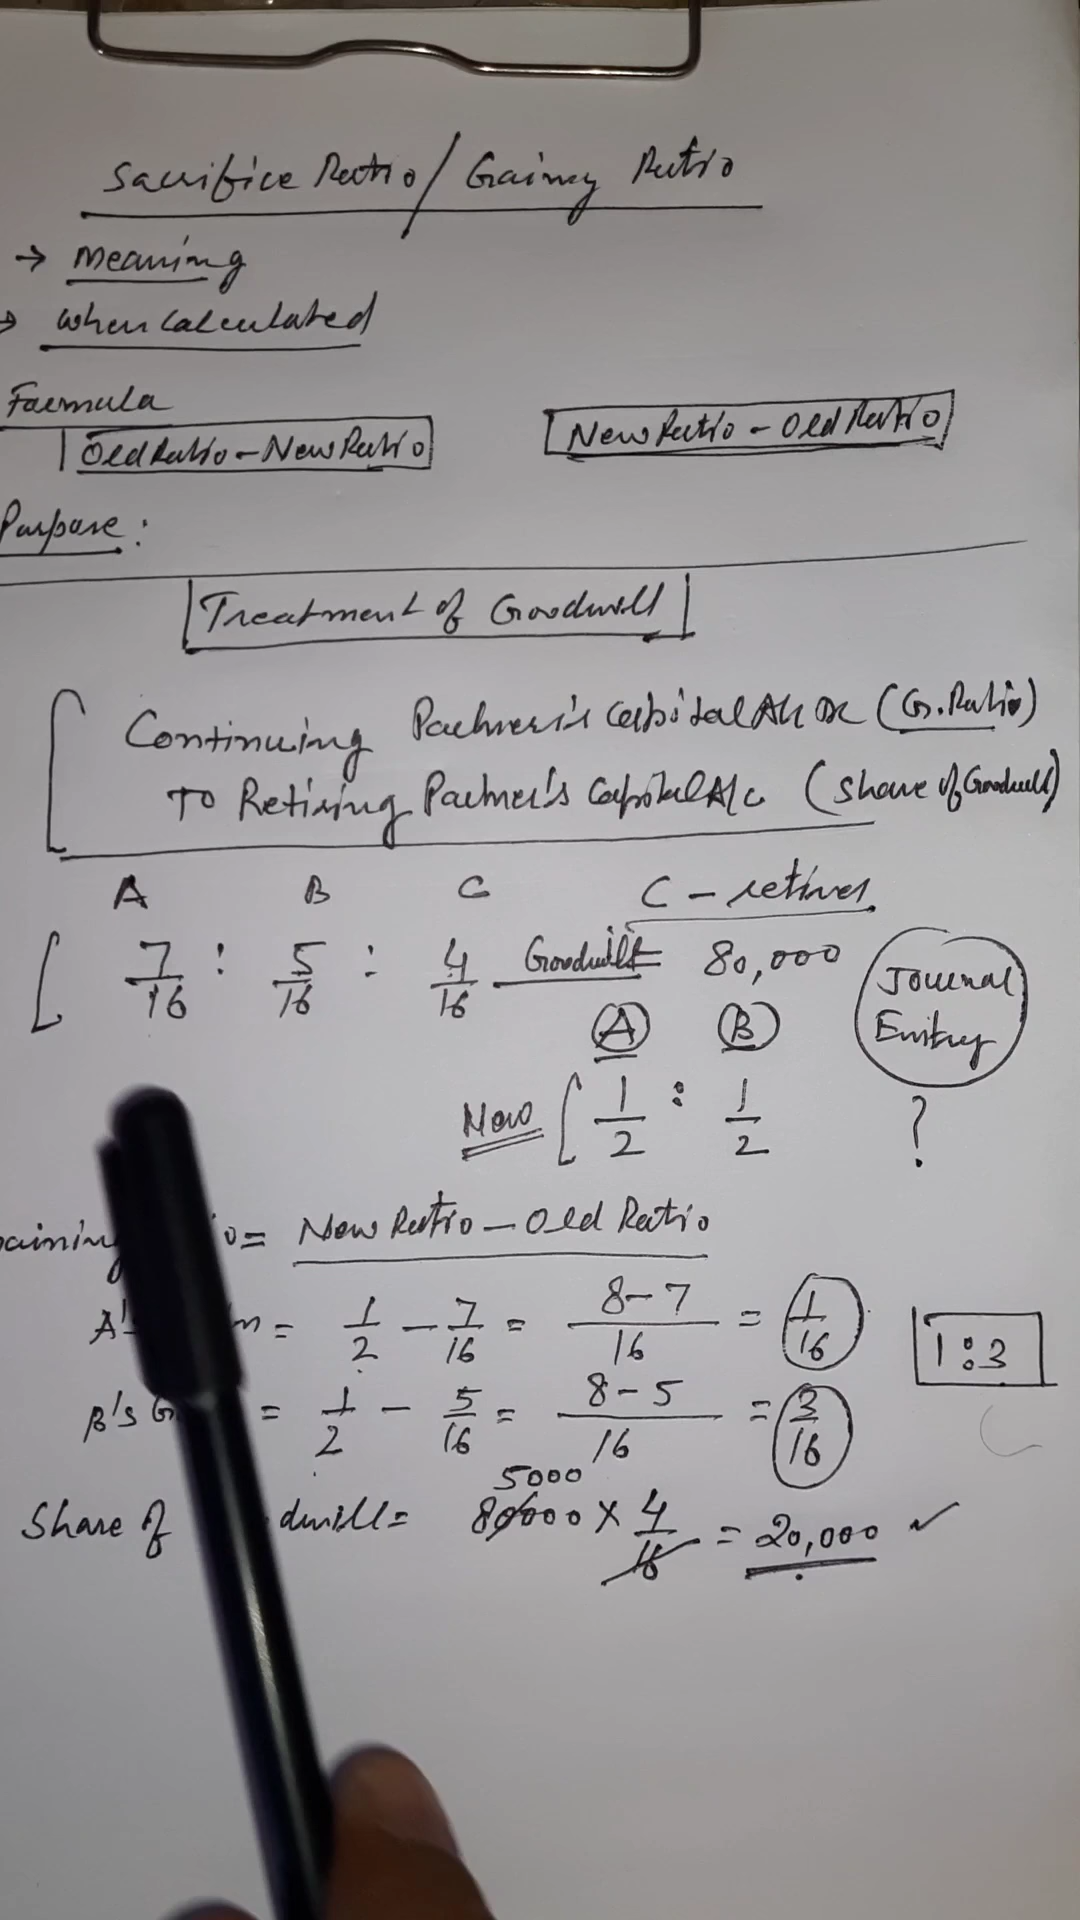 Sacrifice Ratio / Gaining Ratio
→ Meaning
→ When Calculated
Formula
Old Ratio - New Ratio
New Ratio - Old Ratio
Purpose :
Treatment of Goodwill
Continuing Partner's Capital A/c Dr (G. Ratio)
To Retiring Partner's Capital A/c (Share of Goodwill)
A B C C - retires
7/16 : 5/16 : 4/16 Goodwill = 80,000
Journal Entry ?
A B
New 1/2 : 1/2
= New Ratio - Old Ratio
= 1/2 - 7/16 = 8-7/16 = 1/16
1:3
B's = 1/2 - 5/16 = 8-5/16 = 3/16
5000
Share of = 80000 × 4/16 = 20,000 ✓